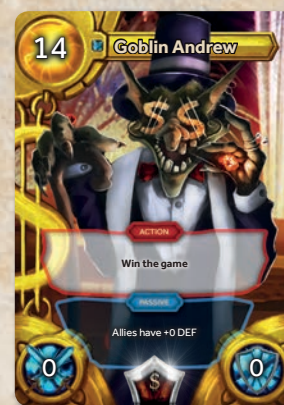 14
Goblin Andrew
$ $
ACTION
Win the game
PASSIVE
Allies have +0 DEF
0
$
0